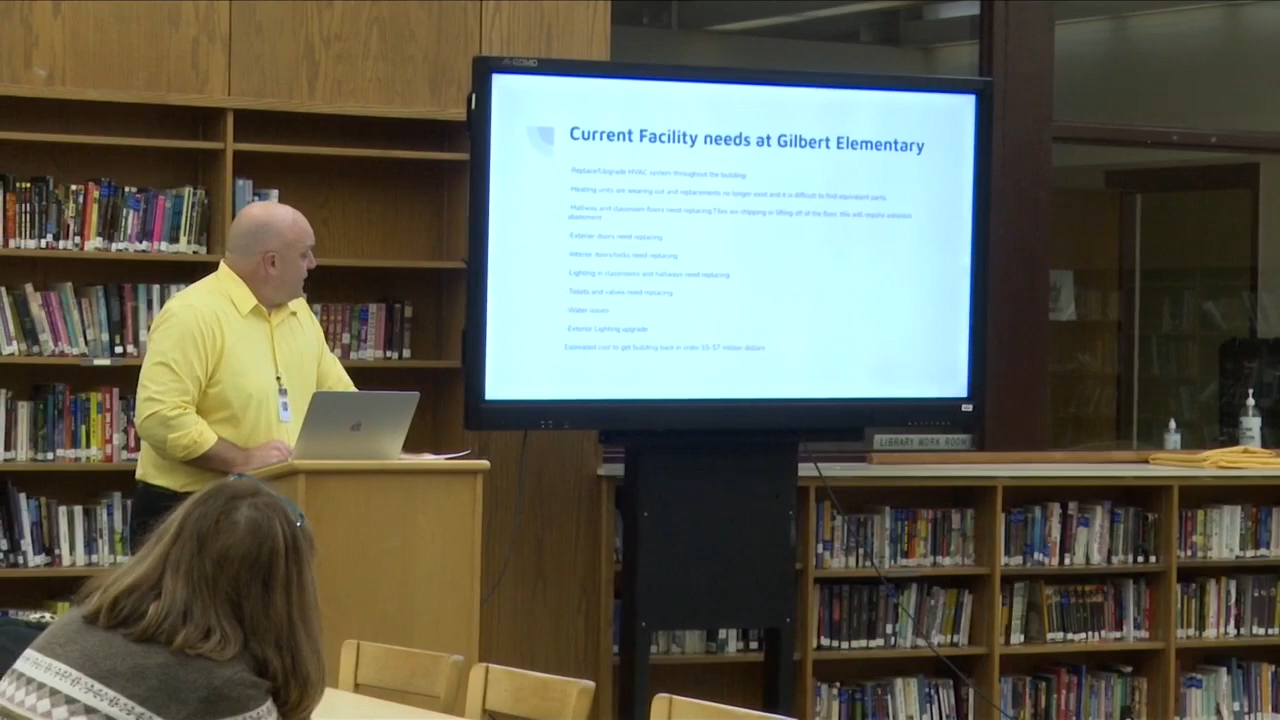 Current Facility needs at Gilbert Elementary
-Replace/Upgrade HVAC system throughout the building
-Heating units are wearing out and replacements no longer exist and it is difficult to find equivalent parts.
-Hallway and classroom floors need replacing.Tiles are chipping or lifting off of the floor. this will require asbestos
abatement
-Exterior doors need replacing
-Interior doors/locks need replacing
-Lighting in classrooms and hallways need replacing
-Toilets and valves need replacing
-Water issues
-Exterior Lighting upgrade
Estimated cost to get building back in order $5-$7 million dollars
LIBRARY WORK ROOM